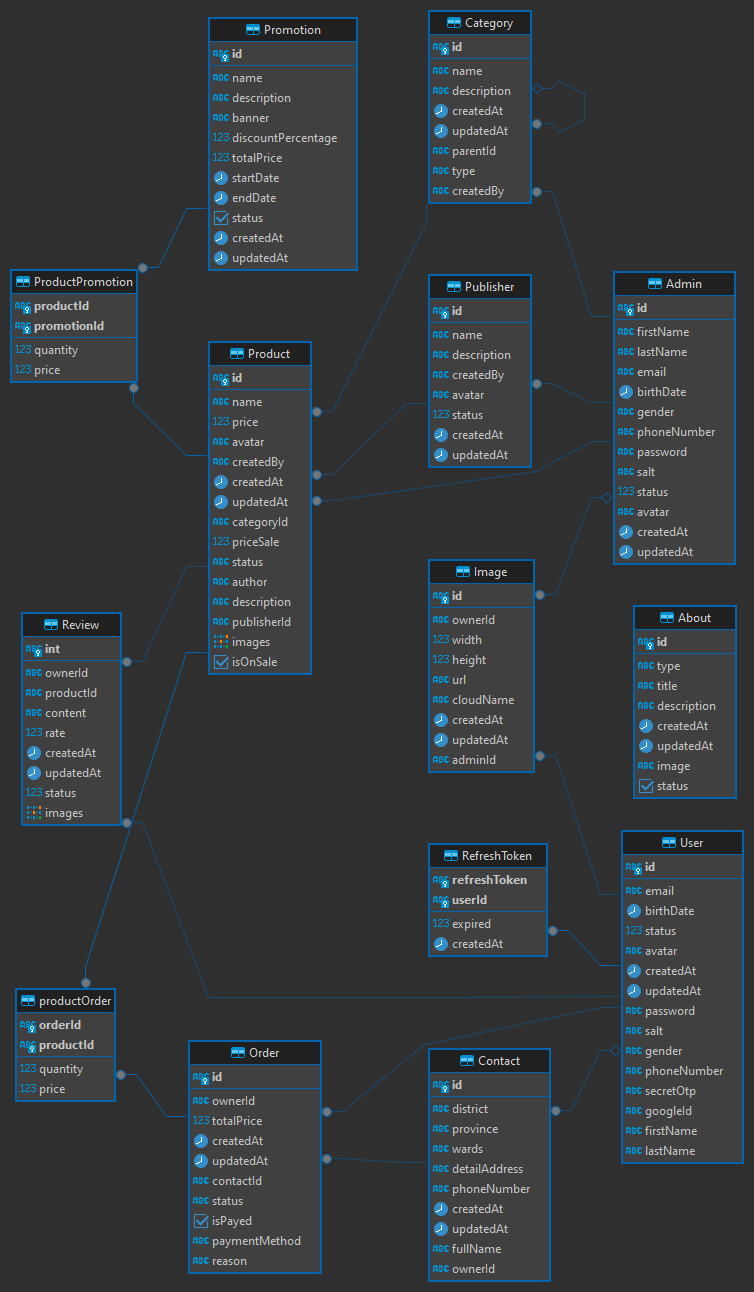 Promotion
id
name
description
banner
discountPercentage
totalPrice
startDate
endDate
status
createdAt
updatedAt
Category
id
name
description
createdAt
updatedAt
parentId
type
createdBy
ProductPromotion
productId
promotionId
quantity
price
Product
id
name
price
avatar
createdBy
createdAt
updatedAt
categoryId
priceSale
status
author
description
publisherId
images
isOnSale
Publisher
id
name
description
createdBy
avatar
status
createdAt
updatedAt
Admin
id
firstName
lastName
email
birthDate
gender
phoneNumber
password
salt
status
avatar
createdAt
updatedAt
Image
id
ownerId
width
height
url
cloudName
createdAt
updatedAt
adminId
About
id
type
title
description
createdAt
updatedAt
image
status
Review
int
ownerId
productId
content
rate
createdAt
updatedAt
status
images
RefreshToken
refreshToken
userId
expired
createdAt
User
id
email
birthDate
status
avatar
createdAt
updatedAt
password
salt
gender
phoneNumber
secretOtp
googleId
firstName
lastName
productOrder
orderId
productId
quantity
price
Order
id
ownerId
totalPrice
createdAt
updatedAt
contactId
status
isPayed
paymentMethod
reason
Contact
id
district
province
wards
detailAddress
phoneNumber
createdAt
updatedAt
fullName
ownerId